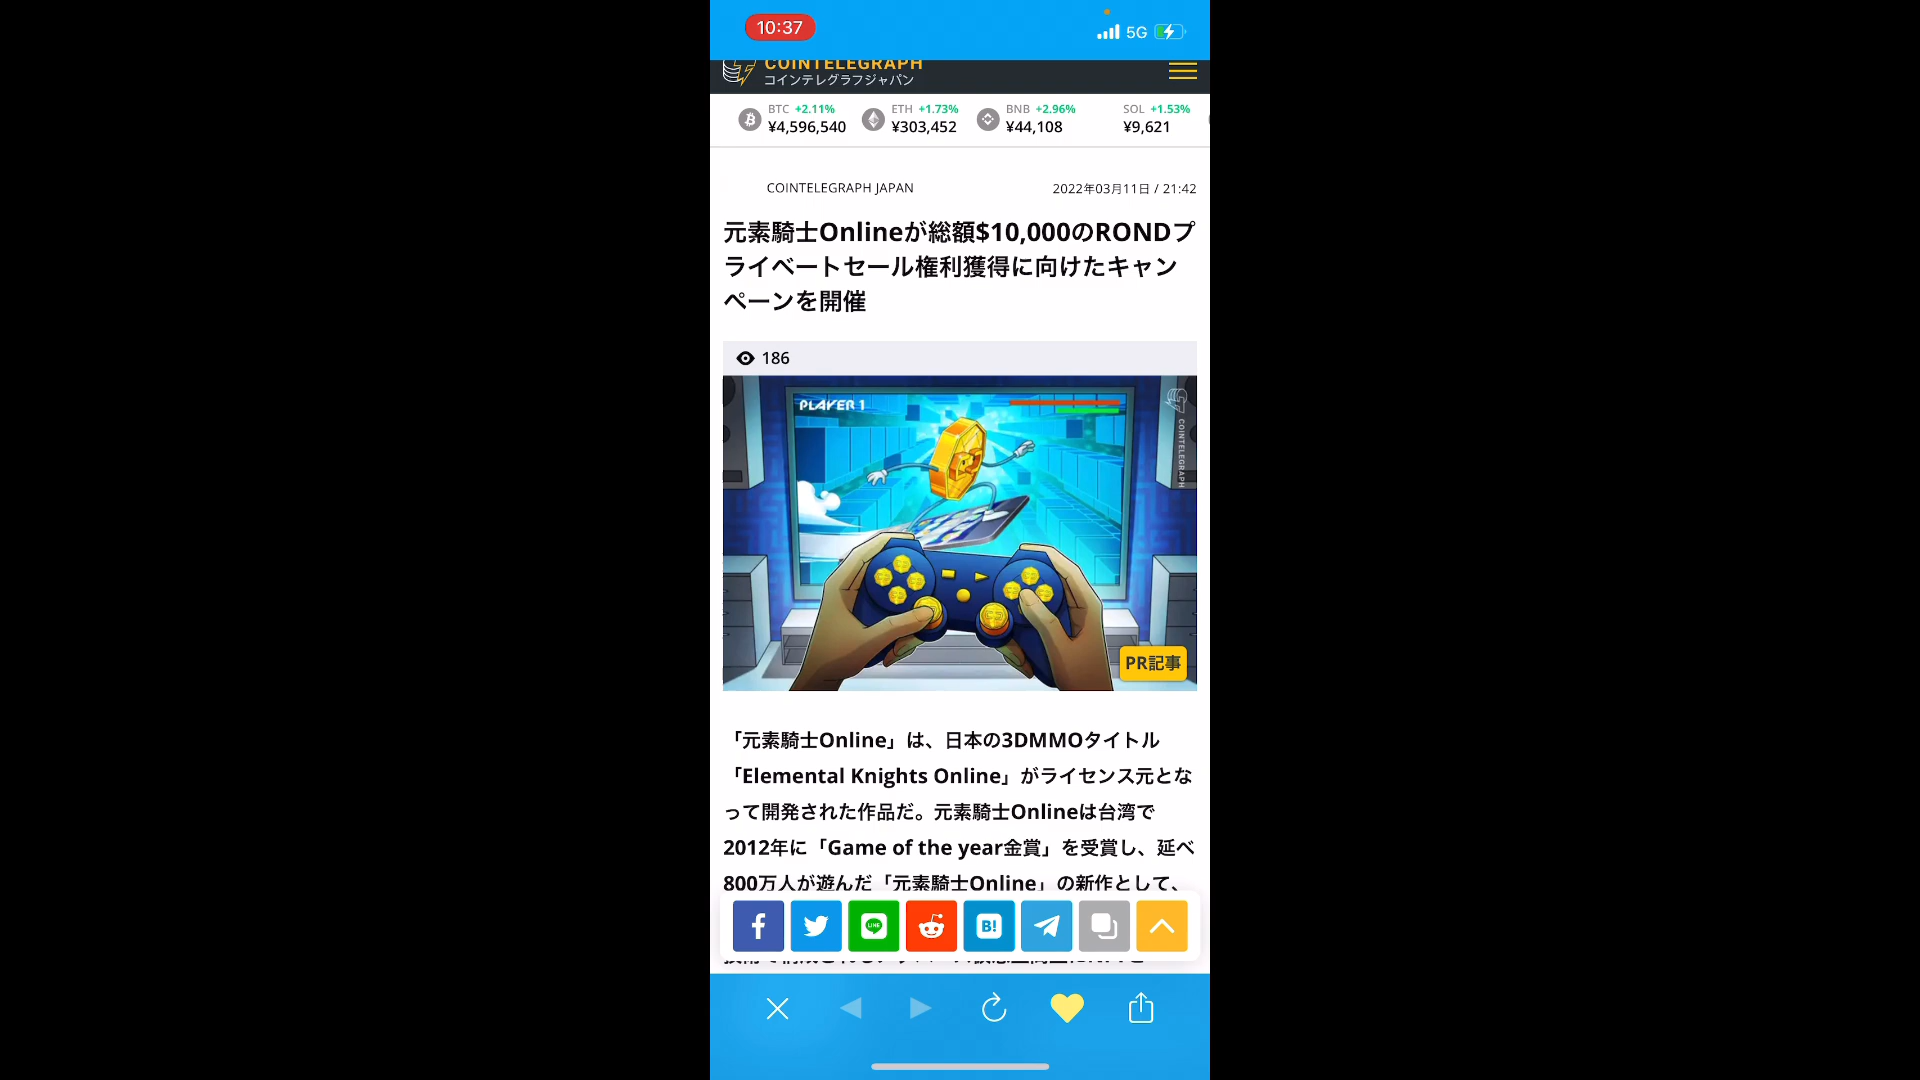 10:37
5G
COINTELEGRAPH
コインテレグラフジャパン
BTC +2.11%
¥4,596,540
ETH +1.73%
¥303,452
BNB +2.96%
¥44,108
SOL +1.53%
¥9,621
COINTELEGRAPH JAPAN
2022年03月11日 / 21:42
元素騎士Onlineが総額$10,000のRONDプ
ライベートセール権利獲得に向けたキャン
ペーンを開催
186
PLAYER 1
COINTELEGRAPH
PR記事
「元素騎士Online」は、日本の3DMMOタイトル
「Elemental Knights Online」がライセンス元とな
って開発された作品だ。元素騎士Onlineは台湾で
2012年に「Game of the year金賞」を受賞し、延べ
800万人が遊んだ「元素騎士Online」の新作として、
LINE
B!